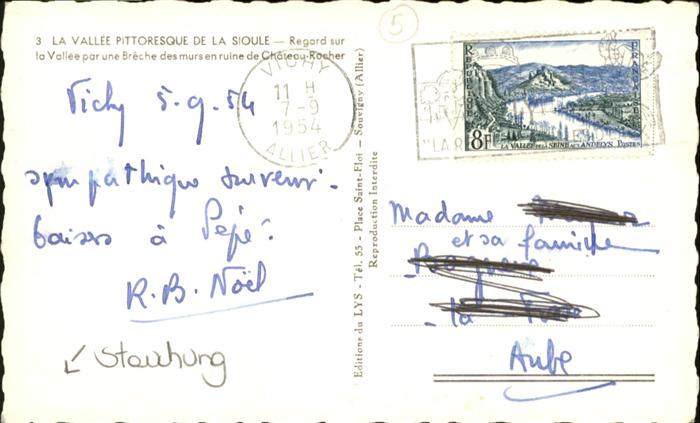 3 LA VALLÉE PITTORESQUE DE LA SIOULE — Regard sur
la Vallée par une Brèche des murs en ruine de Château-Rocher
Vichy 5-9-54
sympathique souvenir.
baisers à Pépé.
R. B. Noël
↙ Stauchung
VICHY
11 H
7-9
1954
ALLIER
Editions du LYS - Tél. 55 - Place Saint-Eloi - Souvigny (Allier)
Reproduction Interdite
5
RÉPUBLIQUE
FRANÇAISE
8F
LA VALLÉE DE LA SEINE AUX ANDELYS POSTES
Madame
et sa famille
- la
Aube